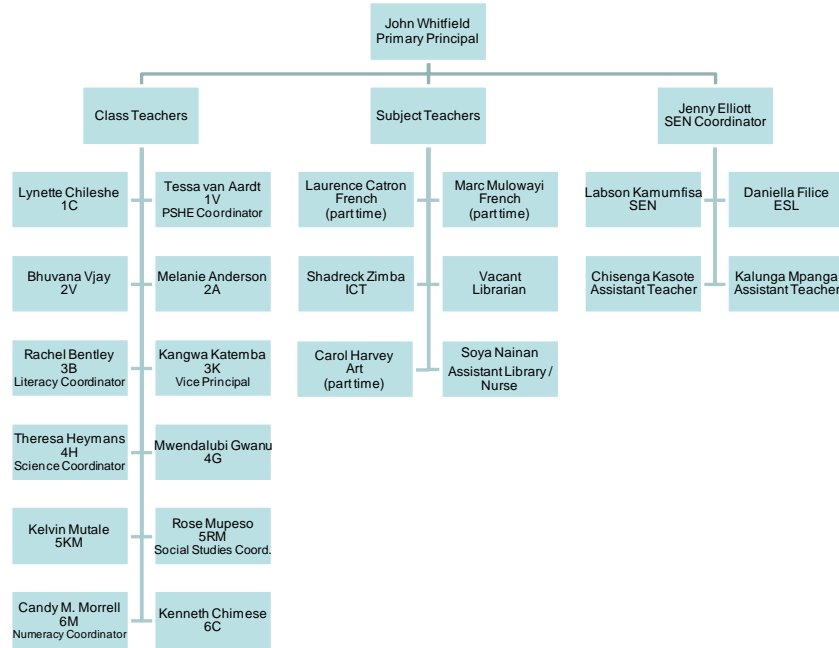 John Whitfield
Primary Principal
Class Teachers
Subject Teachers
Jenny Elliott
SEN Coordinator
Lynette Chileshe
1C
Tessa van Aardt
1V
PSHE Coordinator
Laurence Catron
French
(part time)
Marc Mulowayi
French
(part time)
Labson Kamumfisa
SEN
Daniella Filice
ESL
Bhuvana Vjay
2V
Melanie Anderson
2A
Shadreck Zimba
ICT
Vacant
Librarian
Chisenga Kasote
Assistant Teacher
Kalunga Mpanga
Assistant Teacher
Rachel Bentley
3B
Literacy Coordinator
Kangwa Katemba
3K
Vice Principal
Carol Harvey
Art
(part time)
Soya Nainan
Assistant Library /
Nurse
Theresa Heymans
4H
Science Coordinator
Mwendalubi Gwanu
4G
Kelvin Mutale
5KM
Rose Mupeso
5RM
Social Studies Coord.
Candy M. Morrell
6M
Numeracy Coordinator
Kenneth Chimese
6C